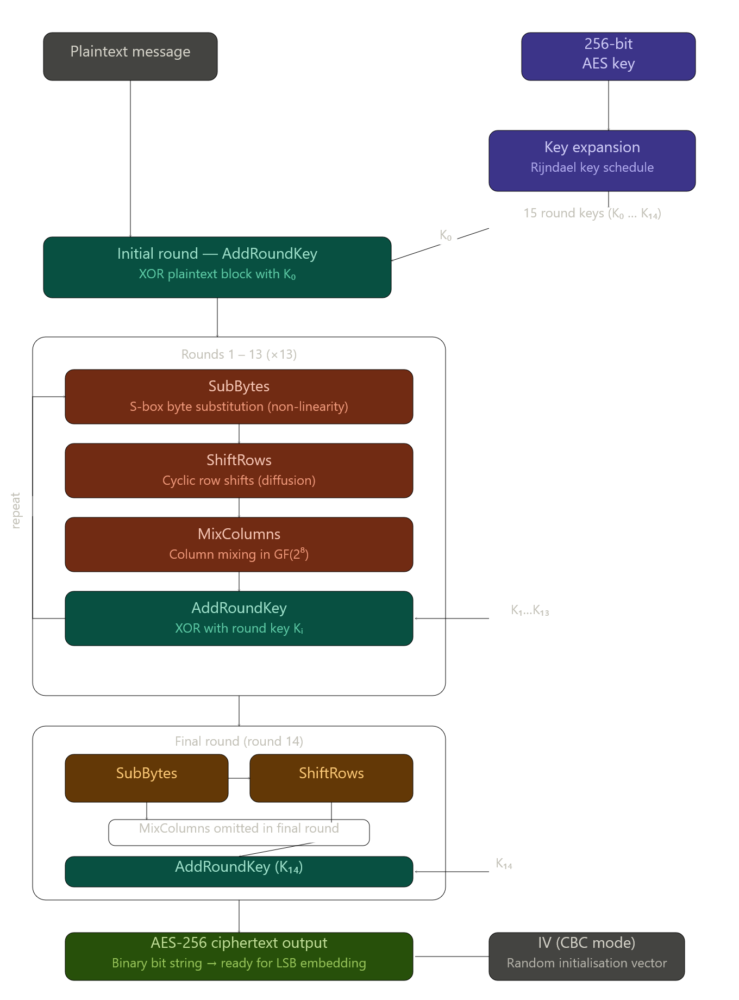 Plaintext message
256-bit
AES key
Key expansion
Rijndael key schedule
15 round keys (K₀ … K₁₄)
K₀
Initial round — AddRoundKey
XOR plaintext block with K₀
Rounds 1 – 13 (×13)
SubBytes
S-box byte substitution (non-linearity)
ShiftRows
Cyclic row shifts (diffusion)
repeat
MixColumns
Column mixing in GF(2⁸)
AddRoundKey
XOR with round key Kᵢ
K₁…K₁₃
Final round (round 14)
SubBytes
ShiftRows
MixColumns omitted in final round
AddRoundKey (K₁₄)
K₁₄
AES-256 ciphertext output
Binary bit string → ready for LSB embedding
IV (CBC mode)
Random initialisation vector